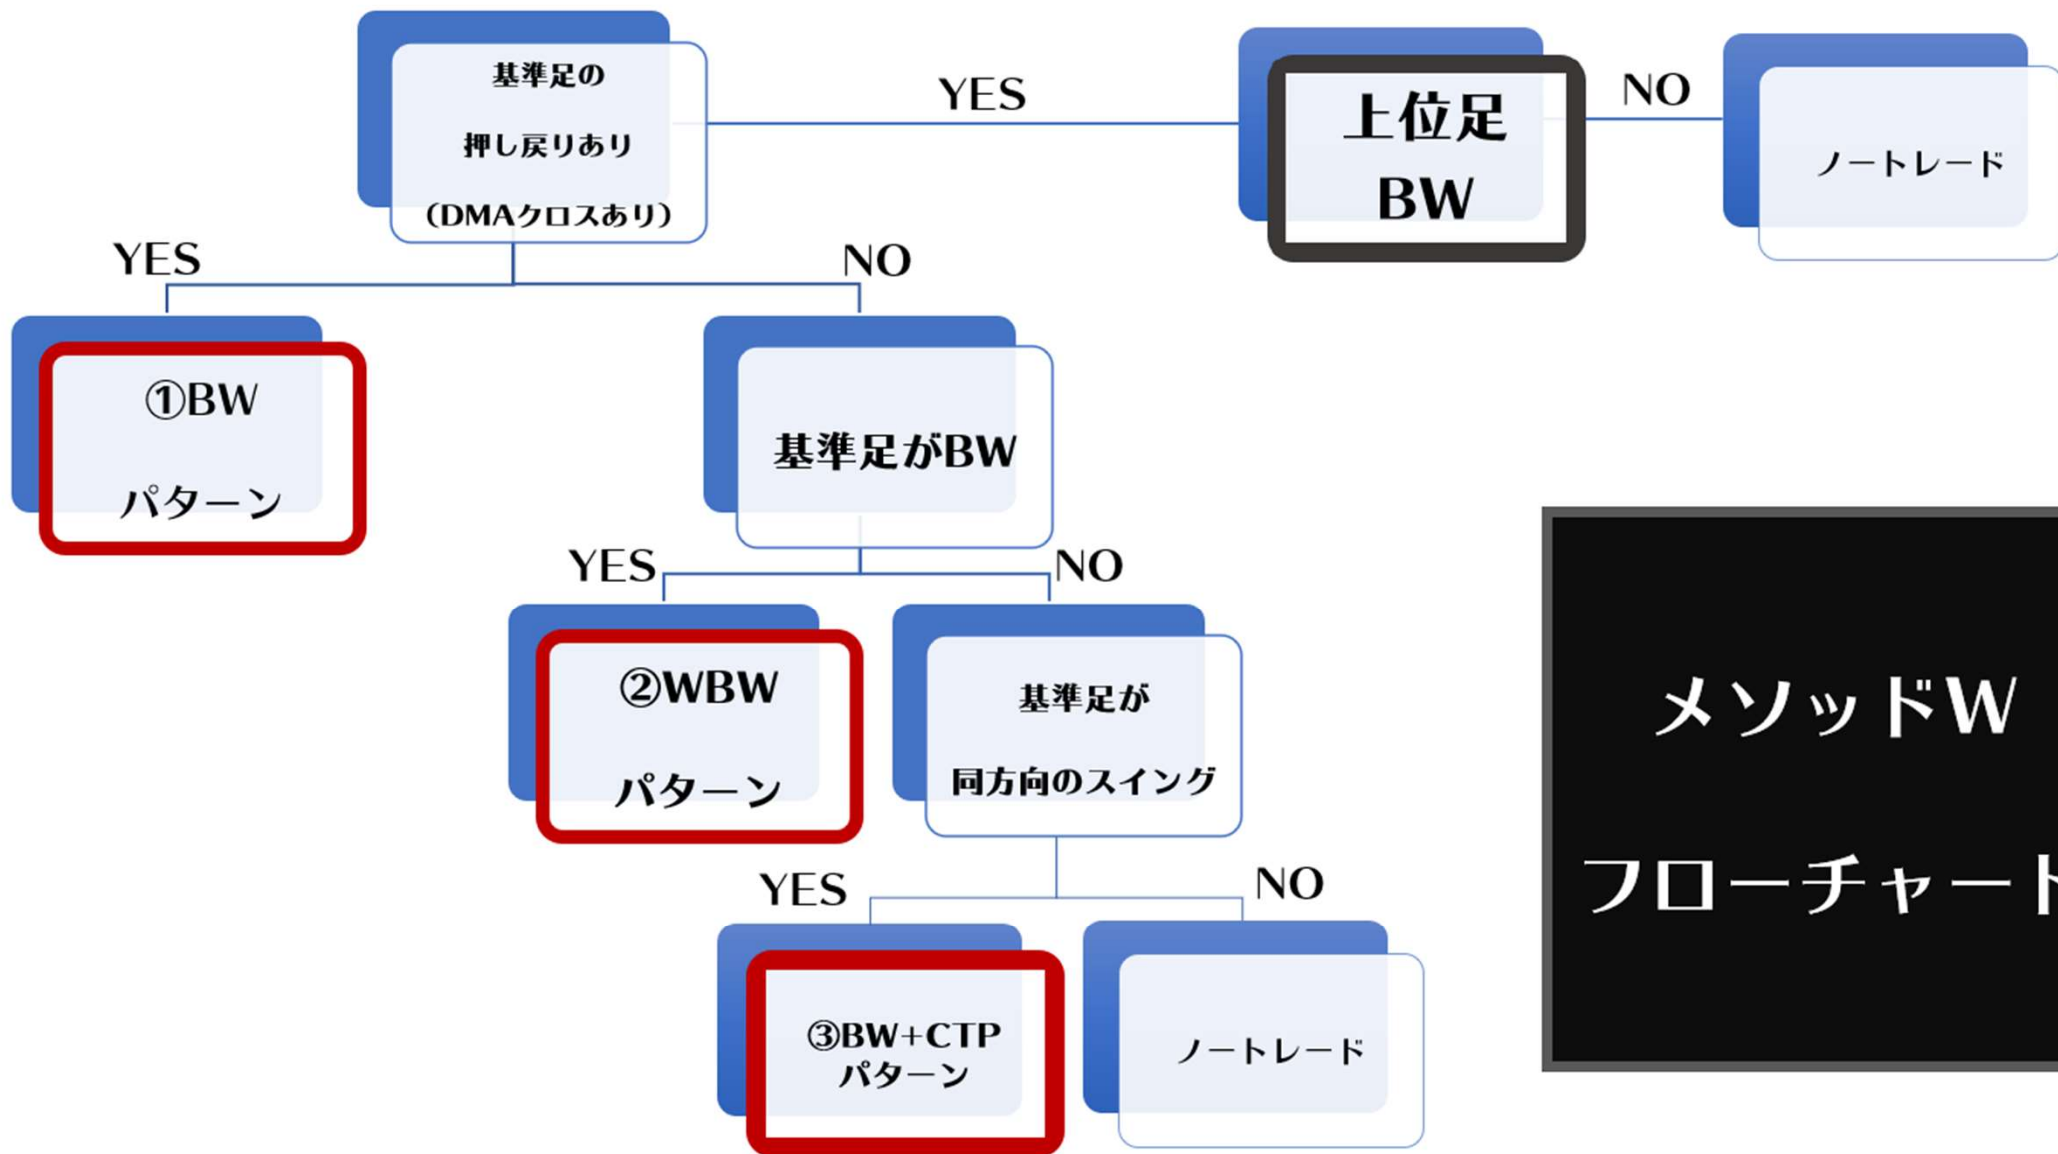 基準足の
押し戻りあり
(DMAクロスあり)
YES
上位足
BW
NO
ノートレード
YES
NO
①BW
パターン
基準足がBW
YES
NO
②WBW
パターン
基準足が
同方向のスイング
YES
NO
③BW+CTP
パターン
ノートレード
メソッドW
フローチャート